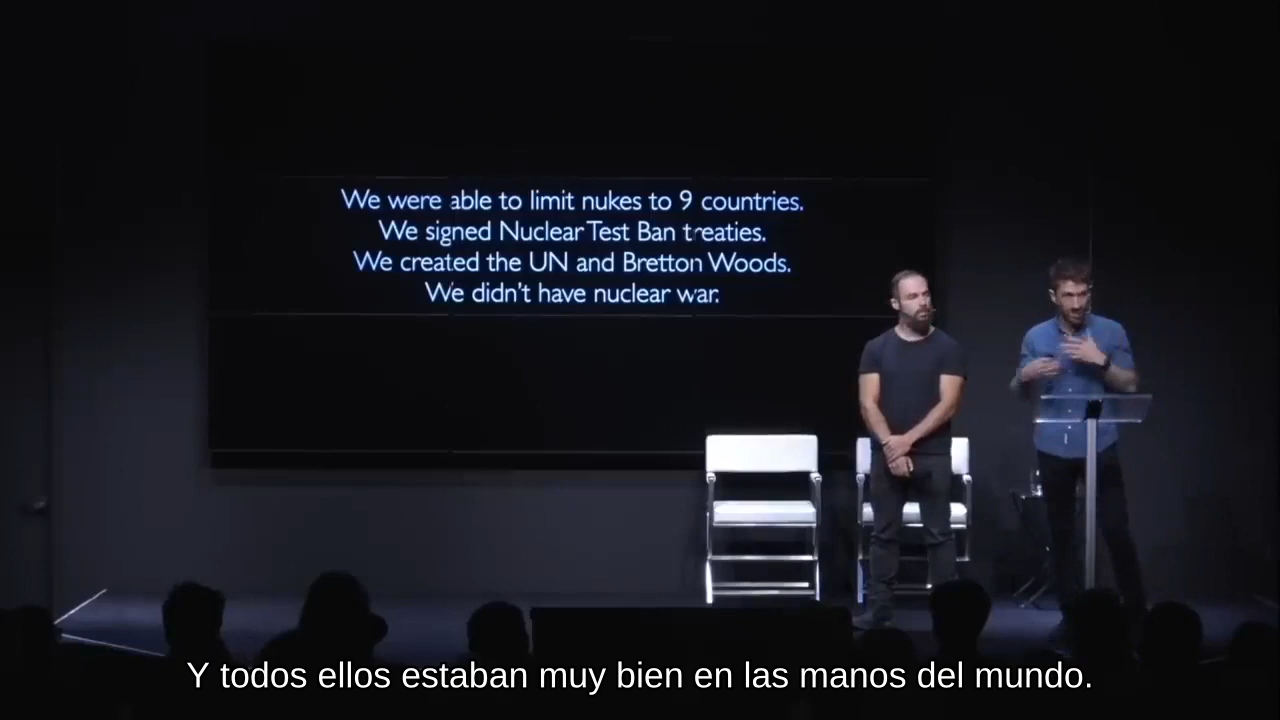 We were able to limit nukes to 9 countries.
We signed Nuclear Test Ban treaties.
We created the UN and Bretton Woods.
We didn't have nuclear war.
Y todos ellos estaban muy bien en las manos del mundo.